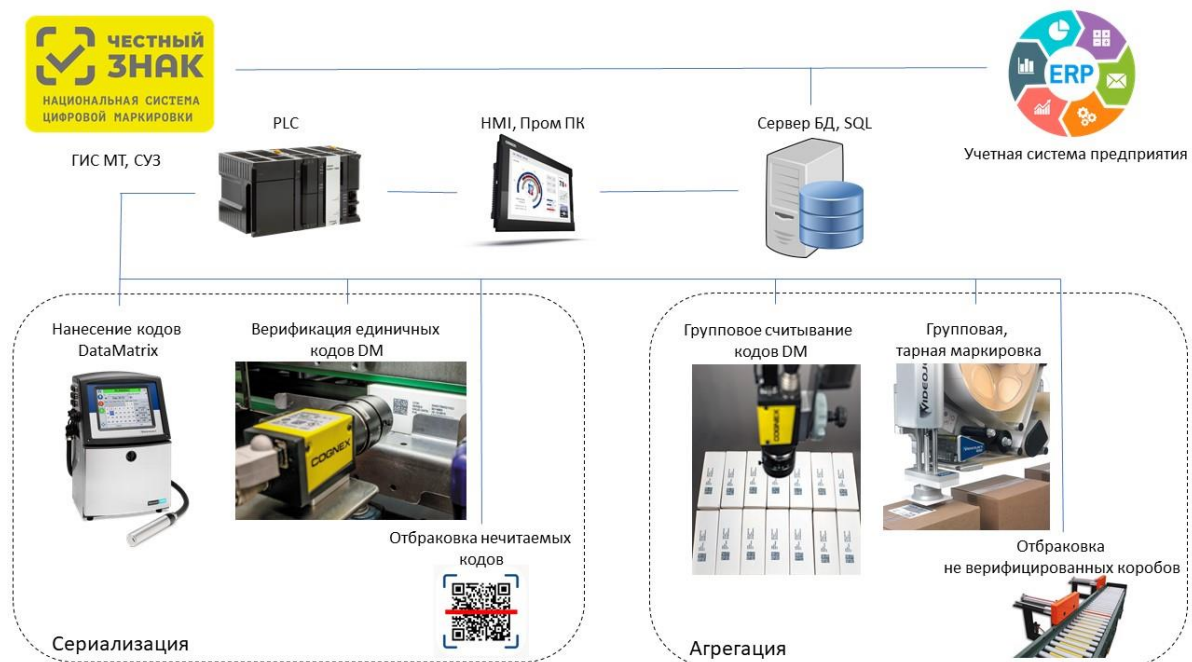 ЧЕСТНЫЙ
ЗНАК
НАЦИОНАЛЬНАЯ СИСТЕМА
ЦИФРОВОЙ МАРКИРОВКИ
ГИС МТ, СУЗ
PLC
HMI, Пром ПК
Сервер БД, SQL
ERP
Учетная система предприятия
Нанесение кодов
DataMatrix
Верификация единичных
кодов DM
COGNEX
Отбраковка нечитаемых
кодов
Сериализация
Групповое считывание
кодов DM
COGNEX
Групповая,
тарная маркировка
VIDEOJET
Отбраковка
не верифицированных коробов
Агрегация